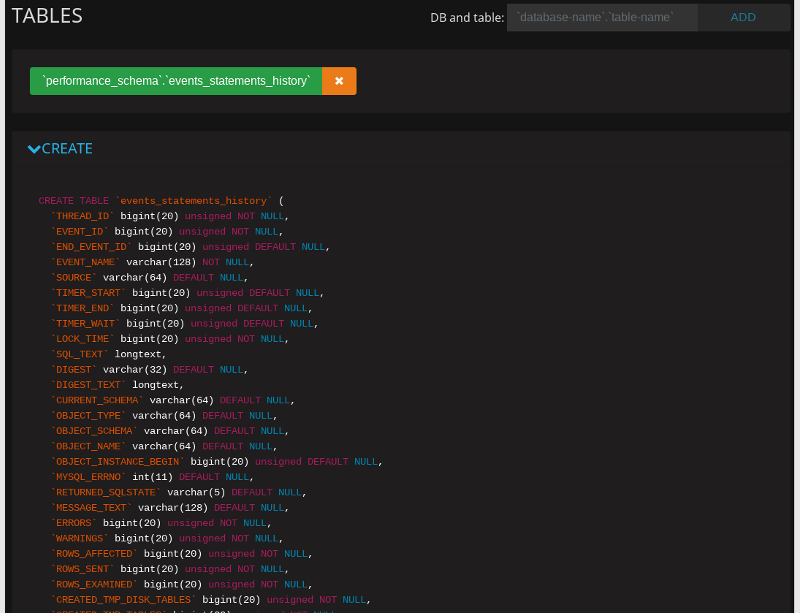 TABLES
DB and table: `database-name`.`table-name` ADD
`performance_schema`.`events_statements_history` ✖
CREATE
CREATE TABLE `events_statements_history` (
`THREAD_ID` bigint(20) unsigned NOT NULL,
`EVENT_ID` bigint(20) unsigned NOT NULL,
`END_EVENT_ID` bigint(20) unsigned DEFAULT NULL,
`EVENT_NAME` varchar(128) NOT NULL,
`SOURCE` varchar(64) DEFAULT NULL,
`TIMER_START` bigint(20) unsigned DEFAULT NULL,
`TIMER_END` bigint(20) unsigned DEFAULT NULL,
`TIMER_WAIT` bigint(20) unsigned DEFAULT NULL,
`LOCK_TIME` bigint(20) unsigned NOT NULL,
`SQL_TEXT` longtext,
`DIGEST` varchar(32) DEFAULT NULL,
`DIGEST_TEXT` longtext,
`CURRENT_SCHEMA` varchar(64) DEFAULT NULL,
`OBJECT_TYPE` varchar(64) DEFAULT NULL,
`OBJECT_SCHEMA` varchar(64) DEFAULT NULL,
`OBJECT_NAME` varchar(64) DEFAULT NULL,
`OBJECT_INSTANCE_BEGIN` bigint(20) unsigned DEFAULT NULL,
`MYSQL_ERRNO` int(11) DEFAULT NULL,
`RETURNED_SQLSTATE` varchar(5) DEFAULT NULL,
`MESSAGE_TEXT` varchar(128) DEFAULT NULL,
`ERRORS` bigint(20) unsigned NOT NULL,
`WARNINGS` bigint(20) unsigned NOT NULL,
`ROWS_AFFECTED` bigint(20) unsigned NOT NULL,
`ROWS_SENT` bigint(20) unsigned NOT NULL,
`ROWS_EXAMINED` bigint(20) unsigned NOT NULL,
`CREATED_TMP_DISK_TABLES` bigint(20) unsigned NOT NULL,